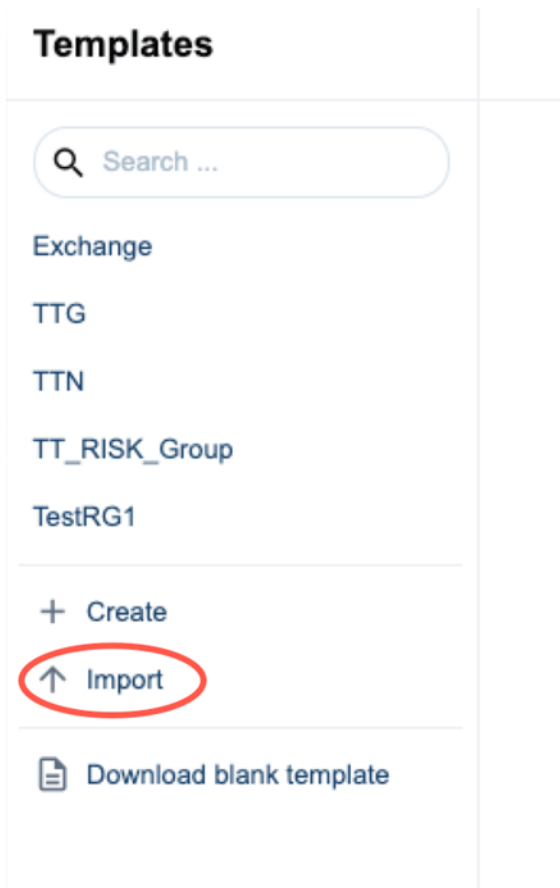 Templates
Search ...
Exchange
TTG
TTN
TT_RISK_Group
TestRG1
Create
Import
Download blank template